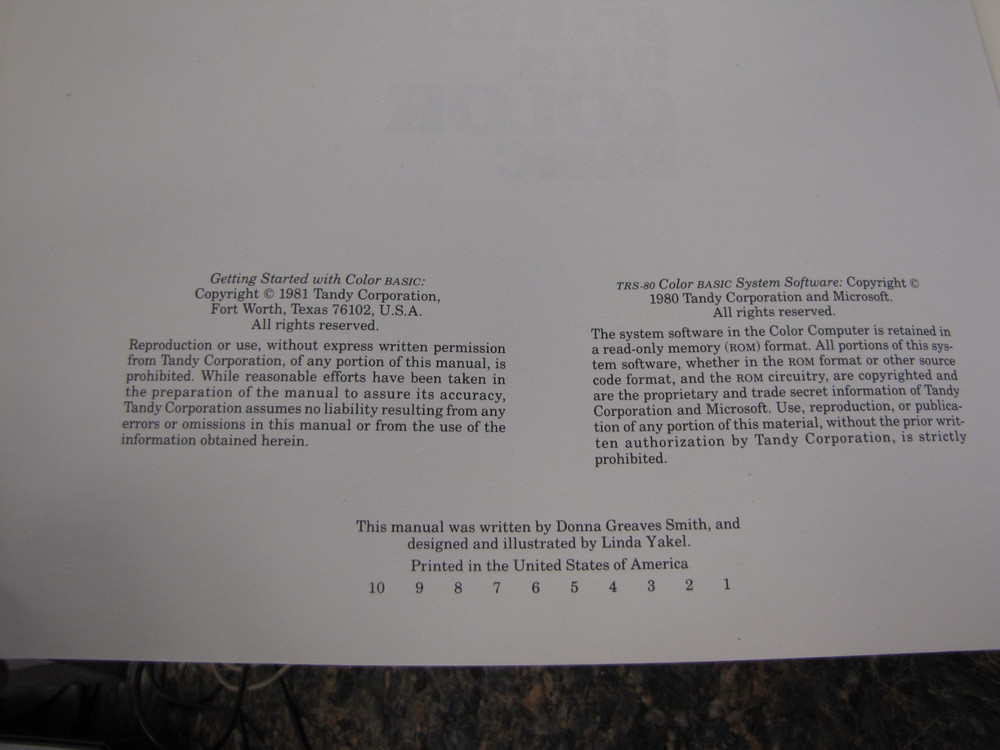 Getting Started with Color BASIC:
Copyright © 1981 Tandy Corporation,
Fort Worth, Texas 76102, U.S.A.
All rights reserved.
Reproduction or use, without express written permission
from Tandy Corporation, of any portion of this manual, is
prohibited. While reasonable efforts have been taken in
the preparation of the manual to assure its accuracy,
Tandy Corporation assumes no liability resulting from any
errors or omissions in this manual or from the use of the
information obtained herein.
TRS-80 Color BASIC System Software: Copyright ©
1980 Tandy Corporation and Microsoft.
All rights reserved.
The system software in the Color Computer is retained in
a read-only memory (ROM) format. All portions of this sys-
tem software, whether in the ROM format or other source
code format, and the ROM circuitry, are copyrighted and
are the proprietary and trade secret information of Tandy
Corporation and Microsoft. Use, reproduction, or publica-
tion of any portion of this material, without the prior writ-
ten authorization by Tandy Corporation, is strictly
prohibited.
This manual was written by Donna Greaves Smith, and
designed and illustrated by Linda Yakel.
Printed in the United States of America
10 9 8 7 6 5 4 3 2 1